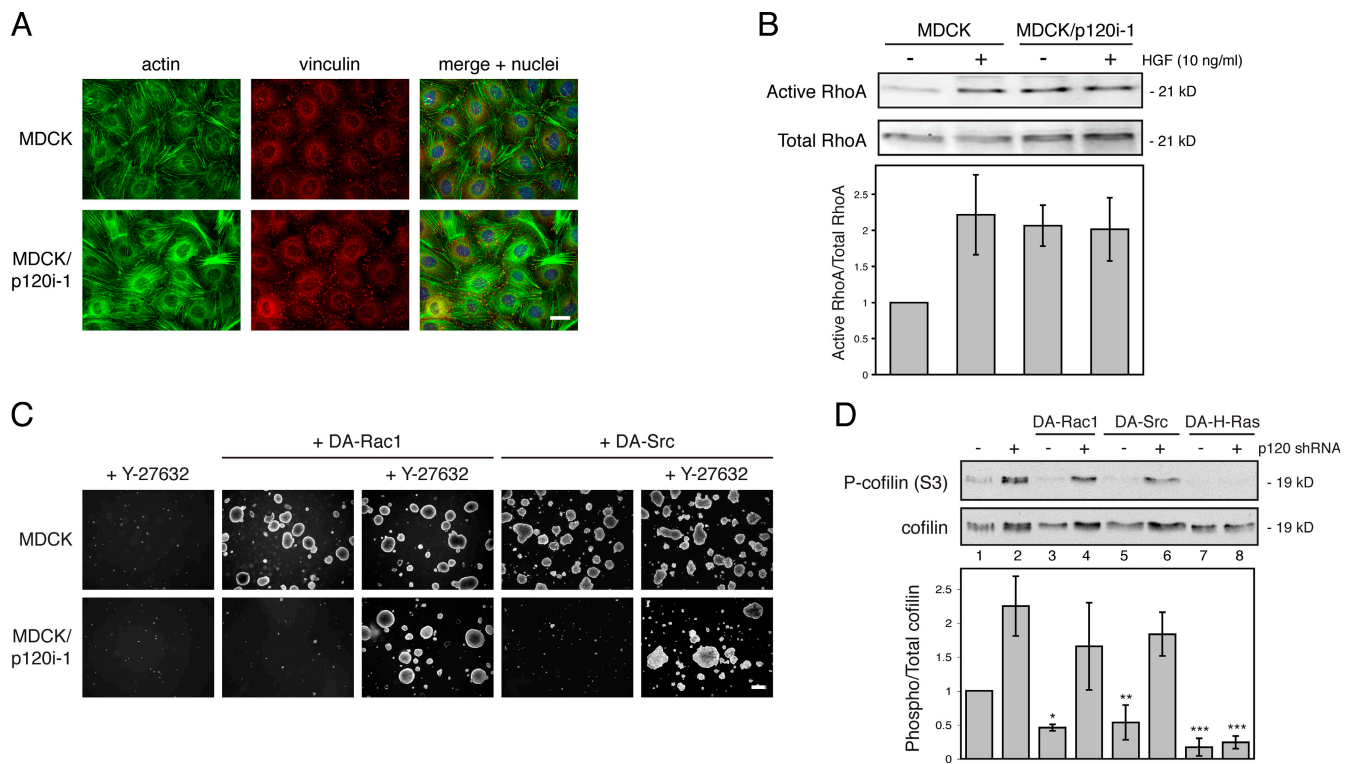 A
actin vinculin merge + nuclei
MDCK
MDCK/
p120i-1
B
MDCK MDCK/p120i-1
- + - + HGF (10 ng/ml)
Active RhoA - 21 kD
Total RhoA - 21 kD
Active RhoA/Total RhoA
2.5
2
1.5
1
0.5
0
C
+ DA-Rac1 + DA-Src
+ Y-27632 + Y-27632 + Y-27632
MDCK
MDCK/
p120i-1
D
DA-Rac1 DA-Src DA-H-Ras
- + - + - + - + p120 shRNA
P-cofilin (S3) - 19 kD
cofilin - 19 kD
1 2 3 4 5 6 7 8
Phospho/Total cofilin
2.5
2
1.5
1
0.5
0
* ** *** ***